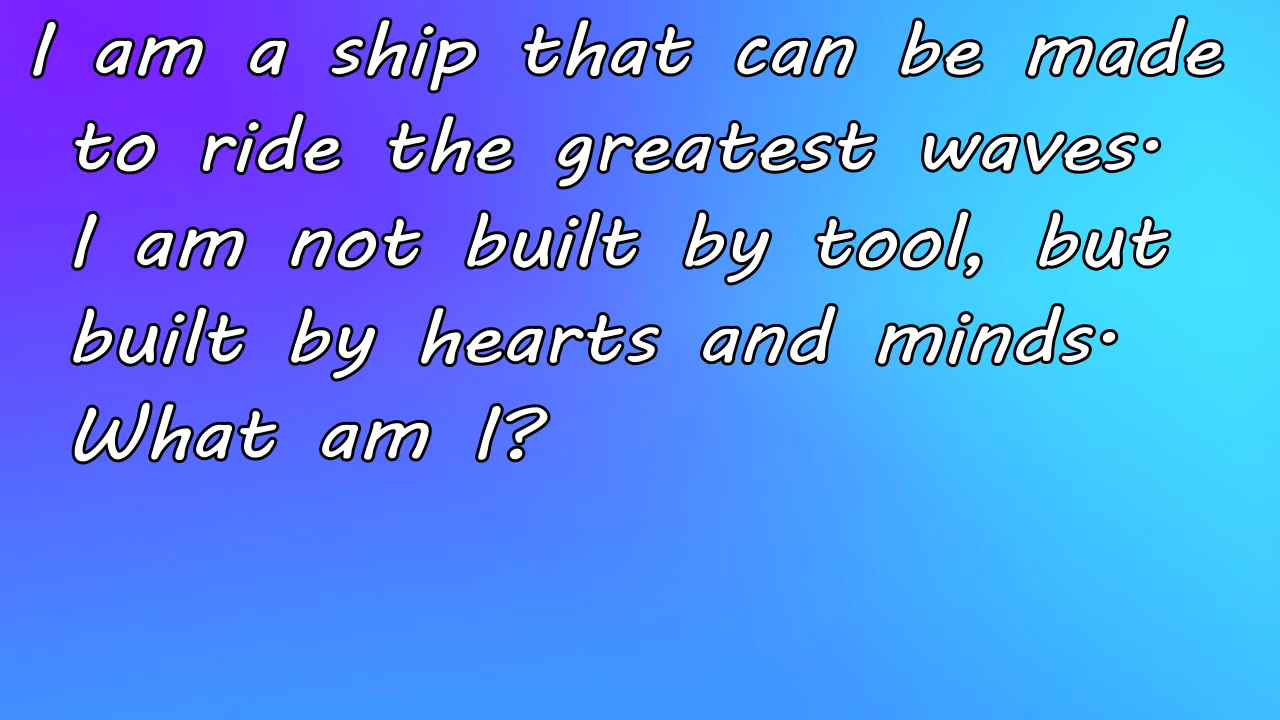 I am a ship that can be made
to ride the greatest waves.
I am not built by tool, but
built by hearts and minds.
What am I?